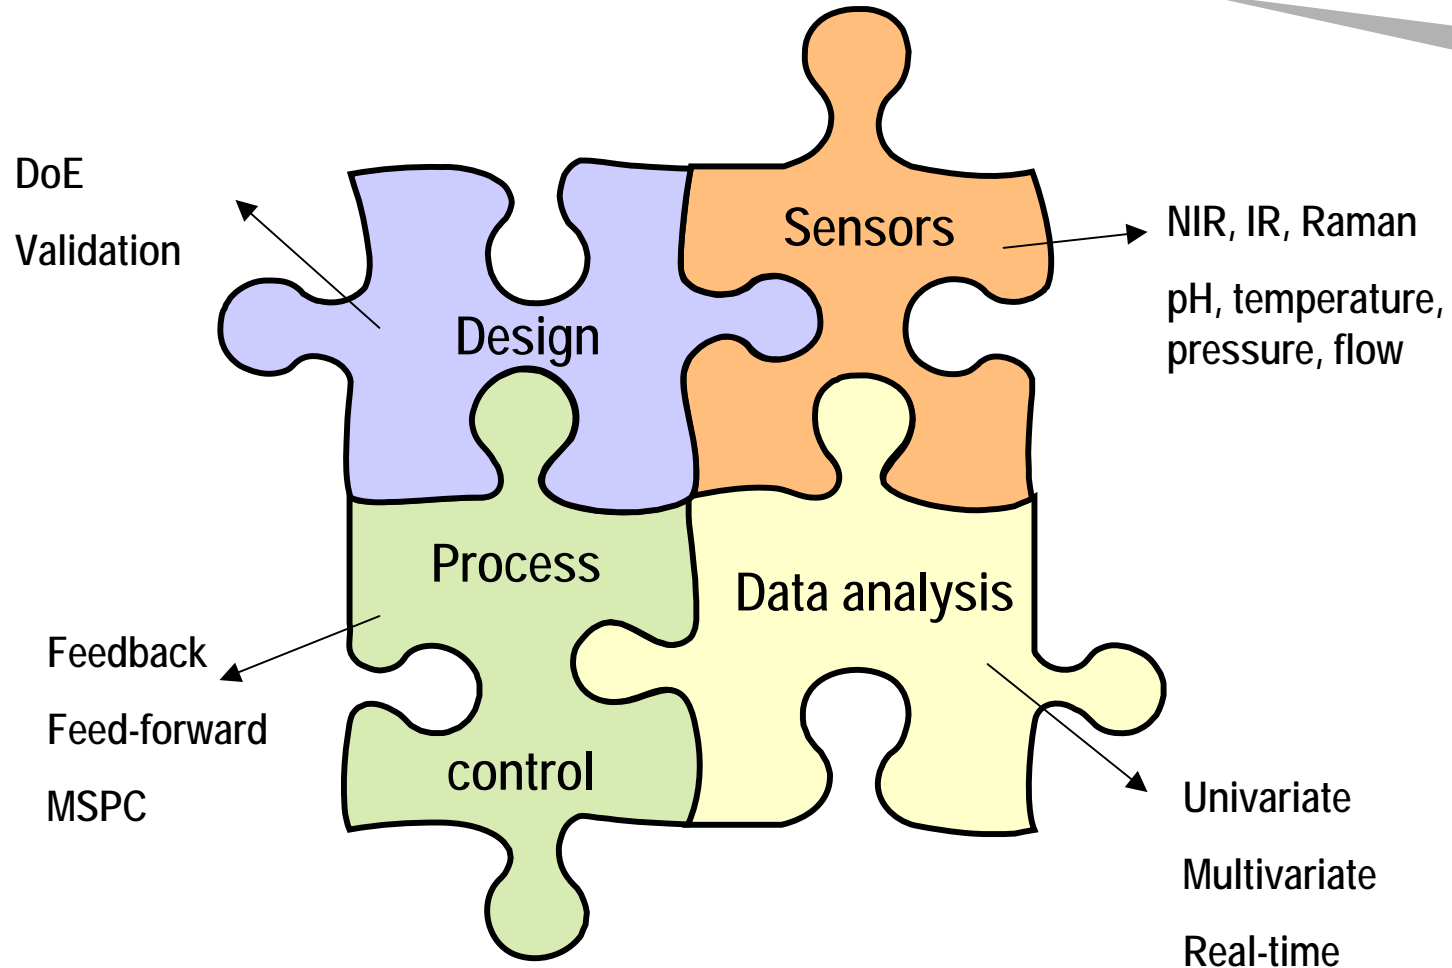 DoE
Validation
Design
Sensors
NIR, IR, Raman
pH, temperature,
pressure, flow
Process
control
Feedback
Feed-forward
MSPC
Data analysis
Univariate
Multivariate
Real-time